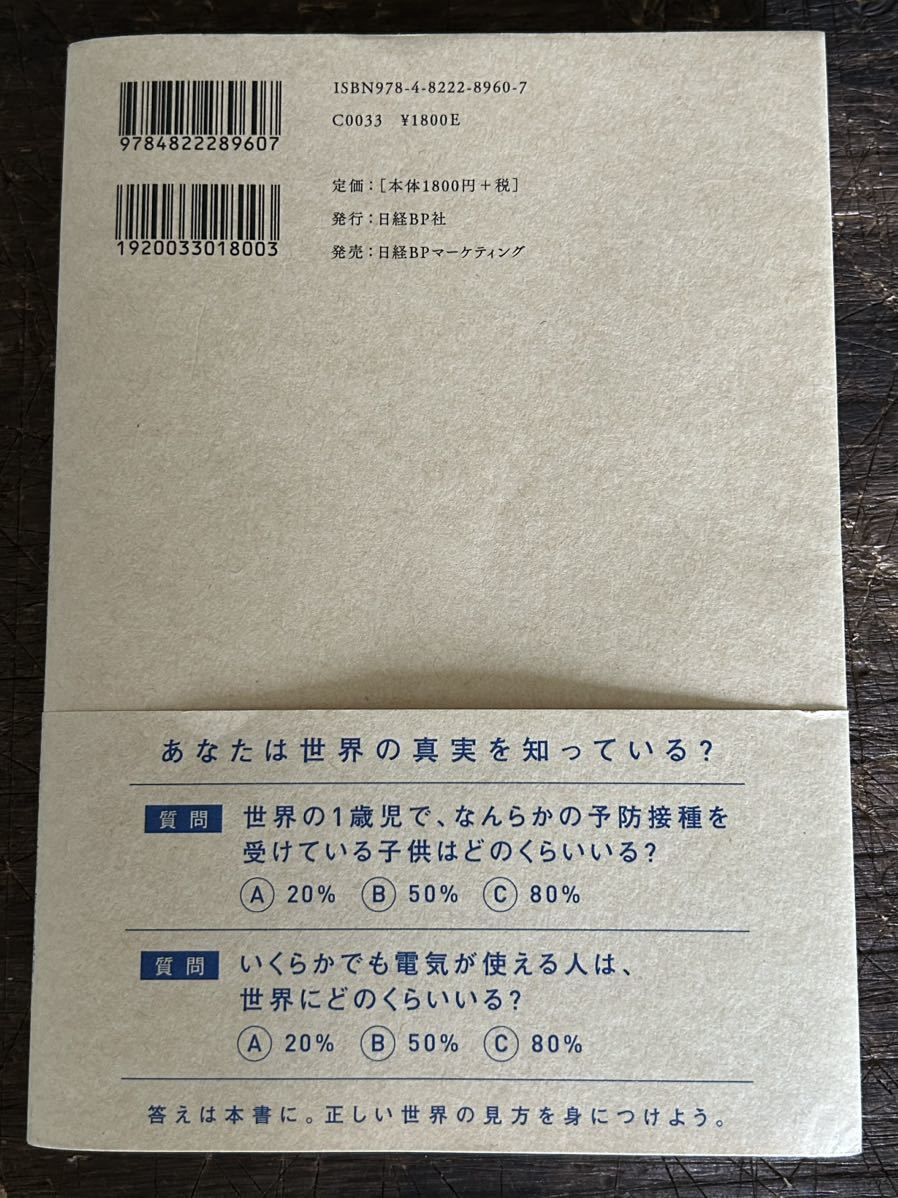 ISBN978-4-8222-8960-7
C0033 ¥1800E
9784822289607
定価：[本体1800円＋税]
発行：日経BP社
発売：日経BPマーケティング
1920033018003
あなたは世界の真実を知っている？
質問 世界の1歳児で、なんらかの予防接種を
受けている子供はどのくらいいる？
A 20% B 50% C 80%
質問 いくらかでも電気が使える人は、
世界にどのくらいいる？
A 20% B 50% C 80%
答えは本書に。正しい世界の見方を身につけよう。